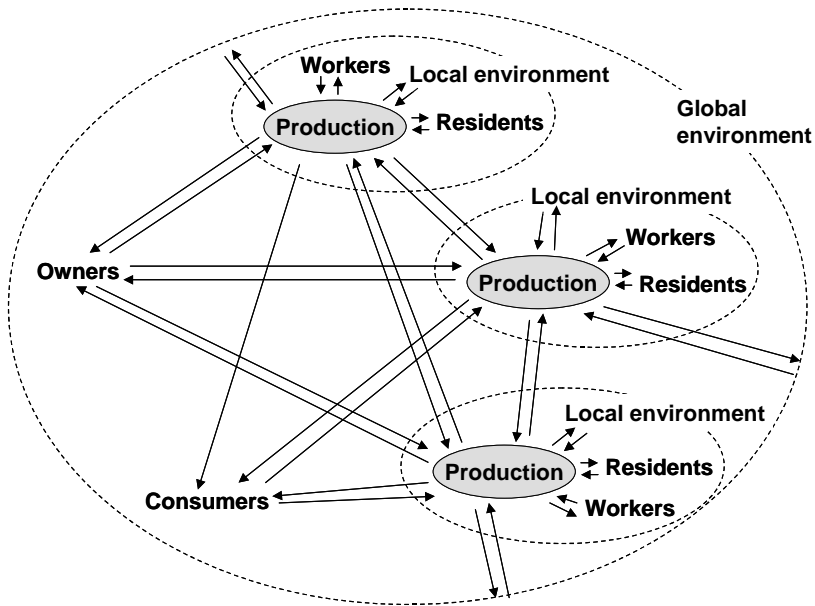 Workers
Local environment
Production
Residents
Global
environment
Local environment
Workers
Owners
Production
Residents
Local environment
Production
Residents
Consumers
Workers